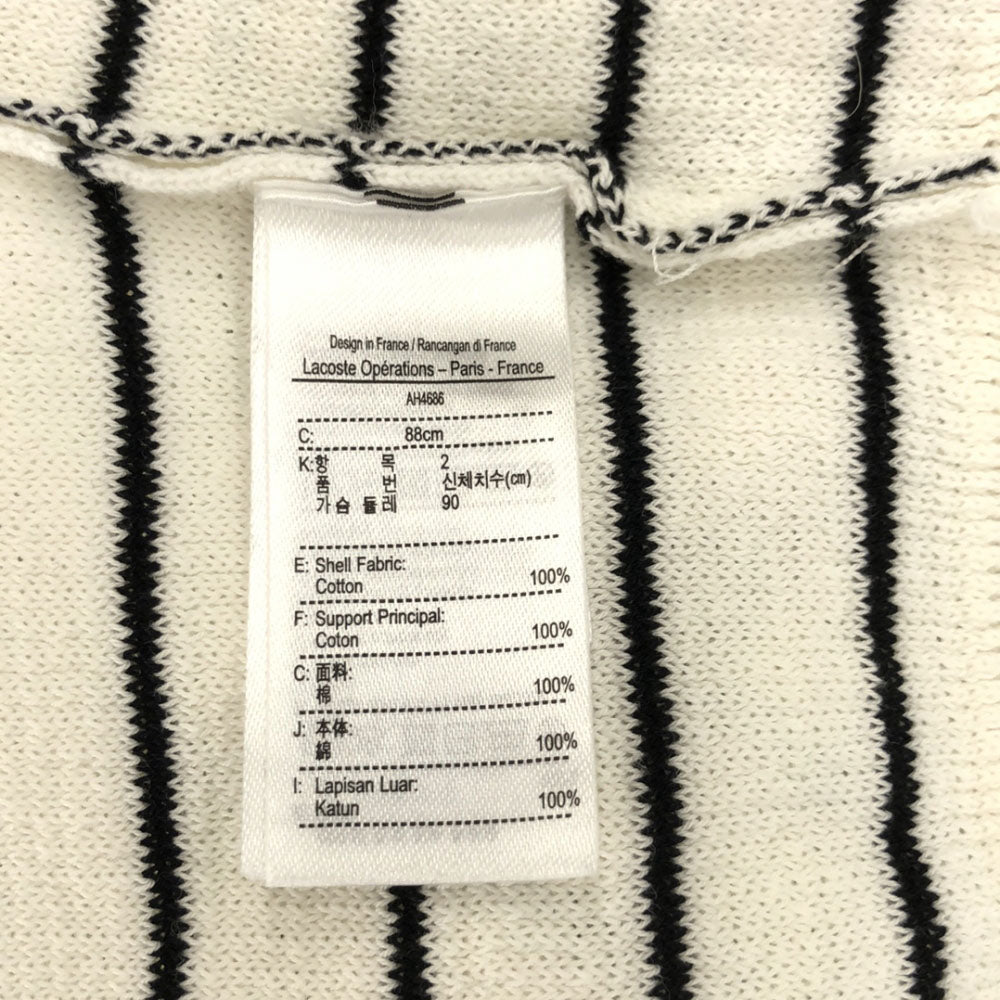 Design in France / Rancangan di France
Lacoste Opérations – Paris - France
AH4686
C: 88cm
K: 항 목 2
품 번 신체치수(cm)
가슴 둘레 90
E: Shell Fabric:
Cotton 100%
F: Support Principal:
Coton 100%
C: 面料:
棉 100%
J: 本体:
綿 100%
I: Lapisan Luar:
Katun 100%